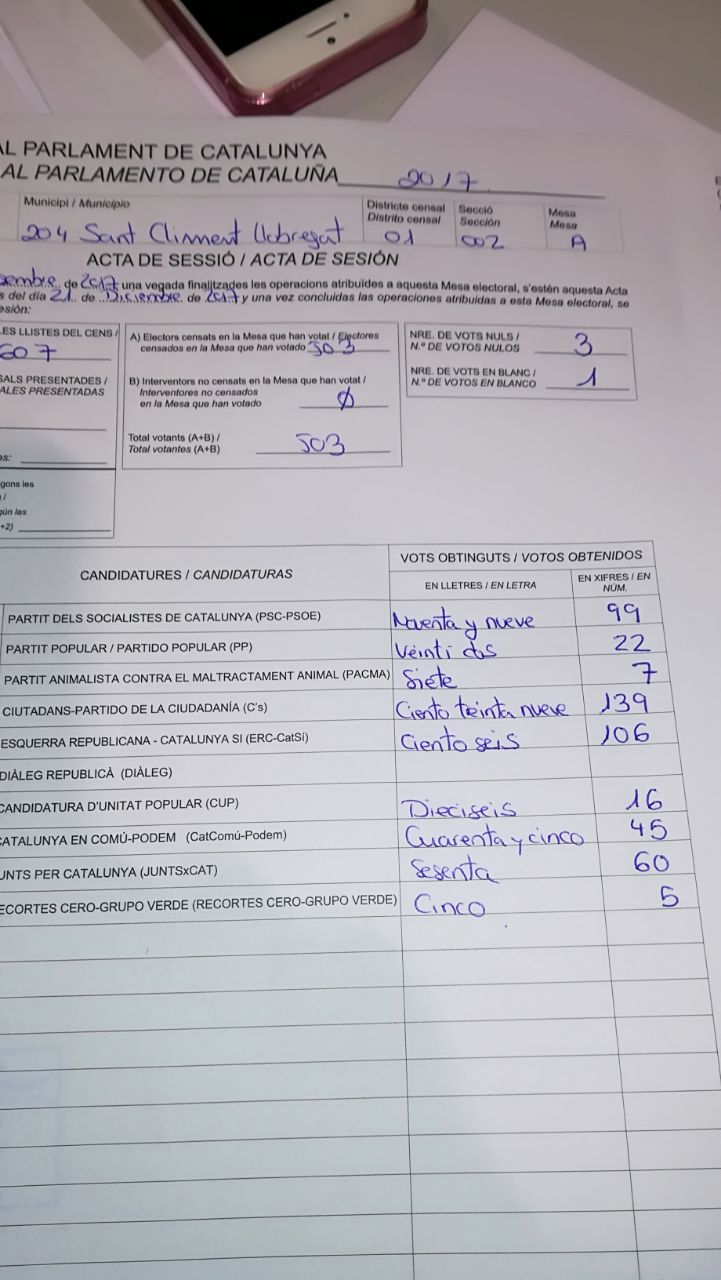 AL PARLAMENT DE CATALUNYA
AL PARLAMENTO DE CATALUÑA 2017
Municipi / Municipio
204 Sant Climent Llobregat
Districte censal
Distrito censal
01
Secció
Sección
002
Mesa
Mesa
A
ACTA DE SESSIÓ / ACTA DE SESIÓN
de 2017, una vegada finalitzades les operacions atribuïdes a aquesta Mesa electoral, s'estén aquesta Acta
s del día 21 de Diciembre de 2017 y una vez concluidas las operaciones atribuidas a esta Mesa electoral, se
esión:
ES LLISTES DEL CENS /
607
SALS PRESENTADES /
ALES PRESENTADAS
os:
gons les
n /
gún las
+2)
A) Electors censats en la Mesa que han votat / Electores
censados en la Mesa que han votado 503
B) Interventors no censats en la Mesa que han votat /
Interventores no censados
en la Mesa que han votado Ø
Total votants (A+B) /
Total votantes (A+B) 503
NRE. DE VOTS NULS /
N.º DE VOTOS NULOS 3
NRE. DE VOTS EN BLANC /
N.º DE VOTOS EN BLANCO 1
CANDIDATURES / CANDIDATURAS
VOTS OBTINGUTS / VOTOS OBTENIDOS
EN LLETRES / EN LETRA
EN XIFRES / EN
NÚM.
PARTIT DELS SOCIALISTES DE CATALUNYA (PSC-PSOE) Noventa y nueve 99
PARTIT POPULAR / PARTIDO POPULAR (PP) Veinti dos 22
PARTIT ANIMALISTA CONTRA EL MALTRACTAMENT ANIMAL (PACMA) Siete 7
CIUTADANS-PARTIDO DE LA CIUDADANÍA (C's) Ciento treinta nueve 139
ESQUERRA REPUBLICANA - CATALUNYA SI (ERC-CatSí) Ciento seis 106
DIÀLEG REPUBLICÀ (DIÀLEG)
CANDIDATURA D'UNITAT POPULAR (CUP) Dieciseis 16
CATALUNYA EN COMÚ-PODEM (CatComú-Podem) Cuarenta y cinco 45
UNTS PER CATALUNYA (JUNTSxCAT) Sesenta 60
ECORTES CERO-GRUPO VERDE (RECORTES CERO-GRUPO VERDE) Cinco 5